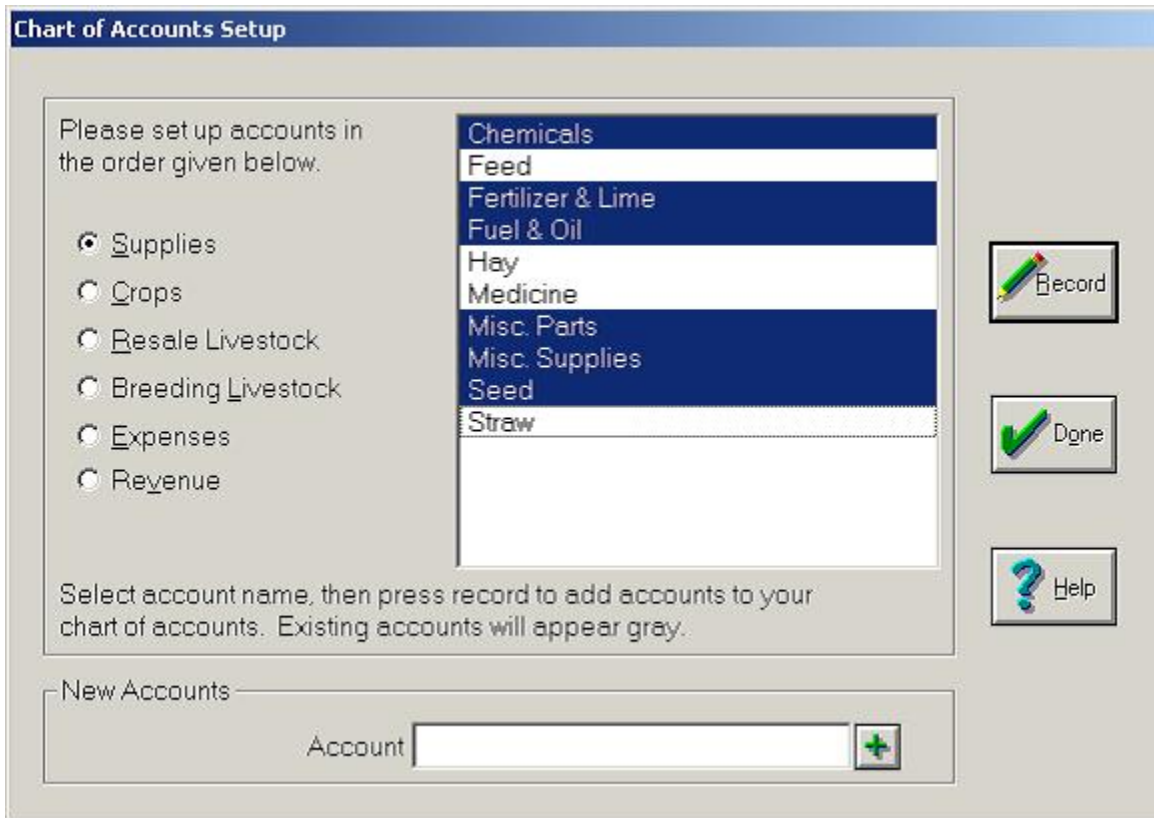 Chart of Accounts Setup
Please set up accounts in
the order given below.
Supplies
Crops
Resale Livestock
Breeding Livestock
Expenses
Revenue
Chemicals
Feed
Fertilizer & Lime
Fuel & Oil
Hay
Medicine
Misc. Parts
Misc. Supplies
Seed
Straw
Select account name, then press record to add accounts to your
chart of accounts. Existing accounts will appear gray.
Record
Done
Help
New Accounts
Account